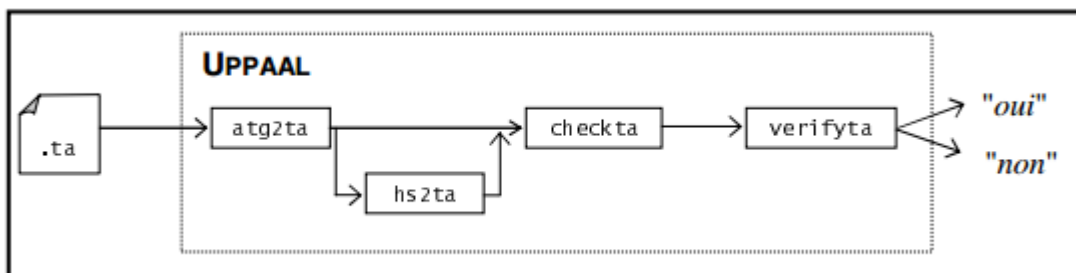 UPPAAL
.ta
atg2ta
hs2ta
checkta
verifyta
"oui"
"non"